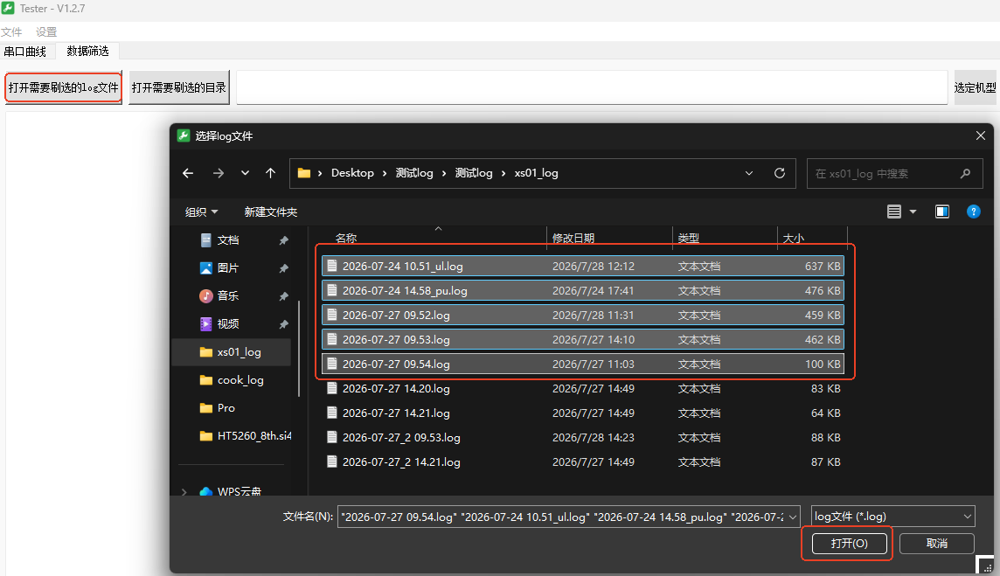 Tester - V1.2.7
文件 设置
串口曲线 数据筛选
打开需要刷选的log文件 打开需要刷选的目录 选定机型
选择log文件
Desktop 测试log 测试log xs01_log 在 xs01_log 中搜索
组织 新建文件夹
名称 修改日期 类型 大小
文档
图片
音乐
视频
xs01_log
cook_log
Pro
HT5260_8th.si4
WPS云盘
2026-07-24 10.51_ul.log 2026/7/28 12:12 文本文档 637 KB
2026-07-24 14.58_pu.log 2026/7/24 17:41 文本文档 476 KB
2026-07-27 09.52.log 2026/7/28 11:31 文本文档 459 KB
2026-07-27 09.53.log 2026/7/27 14:10 文本文档 462 KB
2026-07-27 09.54.log 2026/7/27 11:03 文本文档 100 KB
2026-07-27 14.20.log 2026/7/27 14:49 文本文档 83 KB
2026-07-27 14.21.log 2026/7/27 14:49 文本文档 64 KB
2026-07-27_2 09.53.log 2026/7/28 14:23 文本文档 88 KB
2026-07-27_2 14.21.log 2026/7/27 14:49 文本文档 87 KB
文件名(N): "2026-07-27 09.54.log" "2026-07-24 10.51_ul.log" "2026-07-24 14.58_pu.log" "2026-07-2 log文件 (*.log)
打开(O) 取消